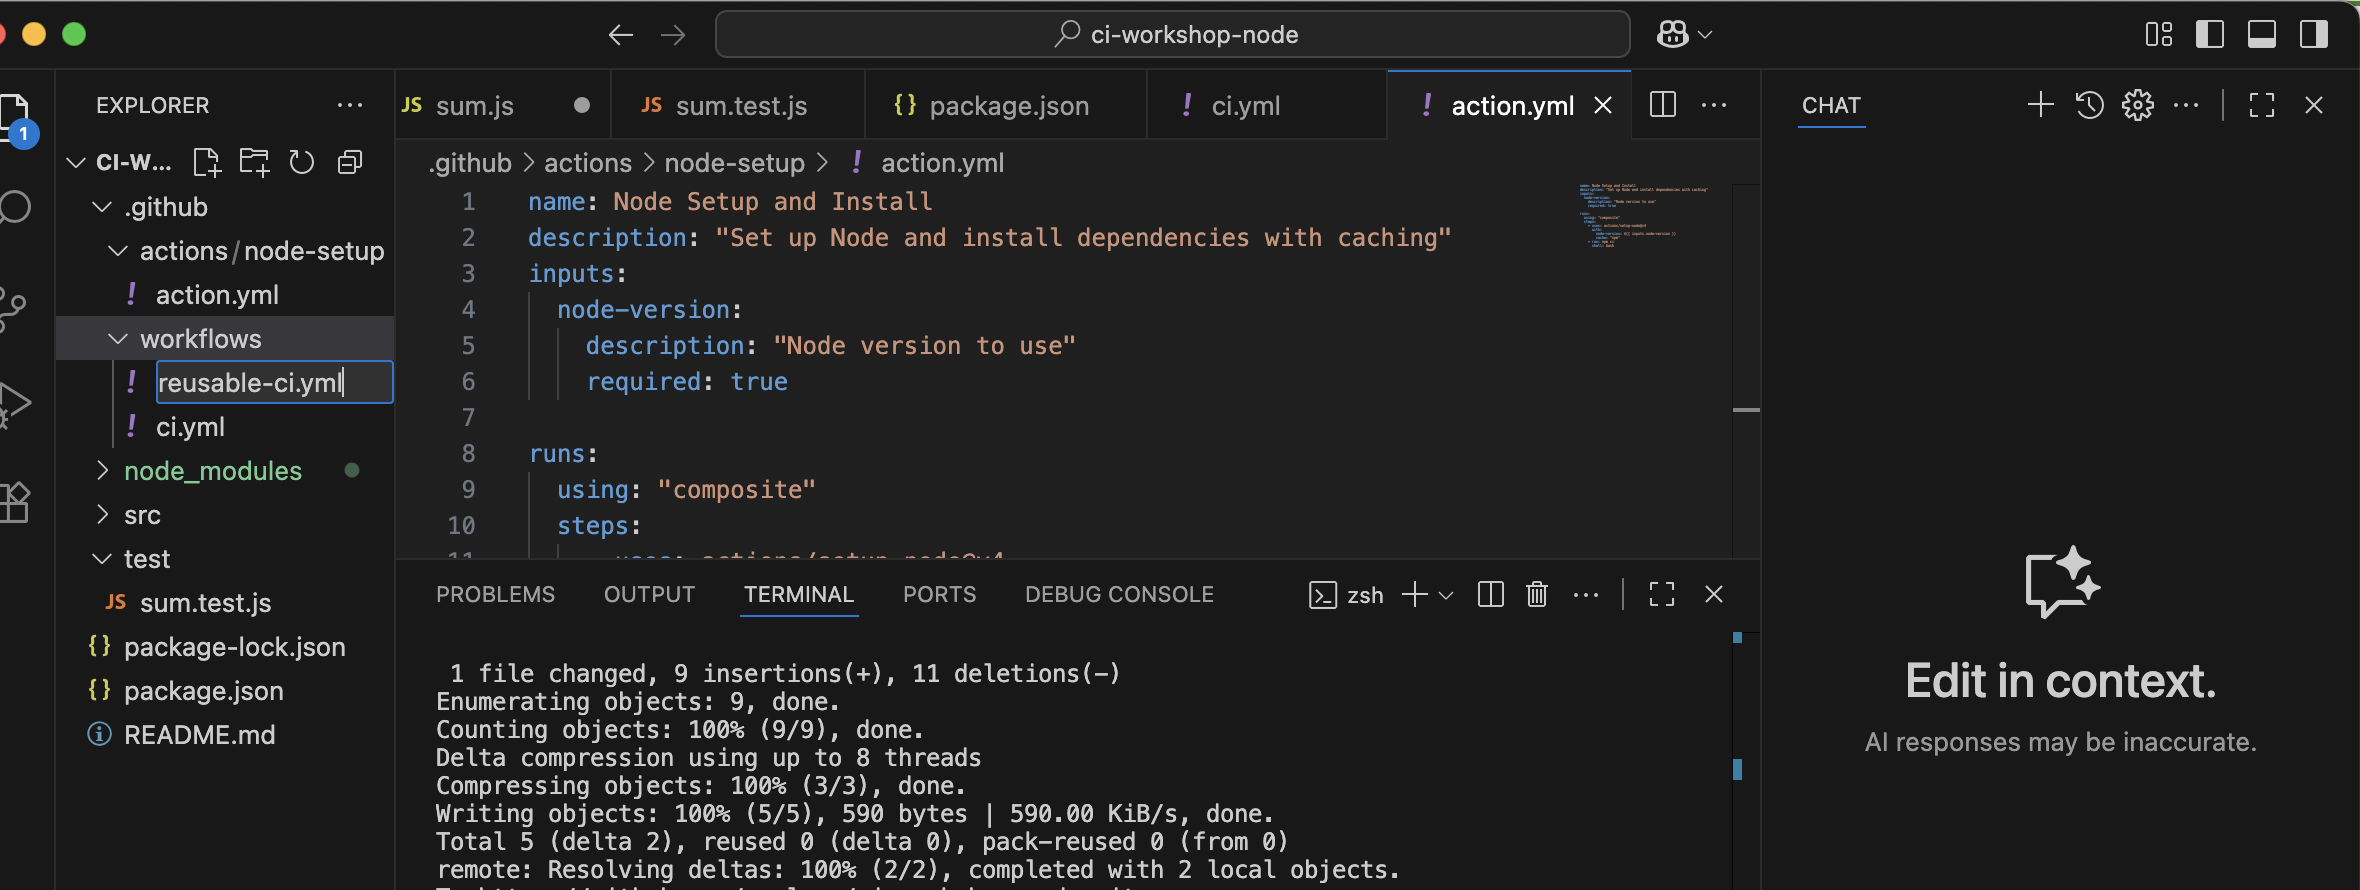 ci-workshop-node
EXPLORER
1
CI-W...
.github
actions/node-setup
! action.yml
workflows
! reusable-ci.yml
! ci.yml
node_modules
src
test
JS sum.test.js
{} package-lock.json
{} package.json
README.md
JS sum.js
JS sum.test.js
{} package.json
! ci.yml
! action.yml
.github > actions > node-setup > ! action.yml
1 name: Node Setup and Install
2 description: "Set up Node and install dependencies with caching"
3 inputs:
4 node-version:
5 description: "Node version to use"
6 required: true
7
8 runs:
9 using: "composite"
10 steps:
11 - uses: actions/setup-node@v4
PROBLEMS
OUTPUT
TERMINAL
PORTS
DEBUG CONSOLE
zsh
1 file changed, 9 insertions(+), 11 deletions(-)
Enumerating objects: 9, done.
Counting objects: 100% (9/9), done.
Delta compression using up to 8 threads
Compressing objects: 100% (3/3), done.
Writing objects: 100% (5/5), 590 bytes | 590.00 KiB/s, done.
Total 5 (delta 2), reused 0 (delta 0), pack-reused 0 (from 0)
remote: Resolving deltas: 100% (2/2), completed with 2 local objects.
CHAT
Edit in context.
AI responses may be inaccurate.